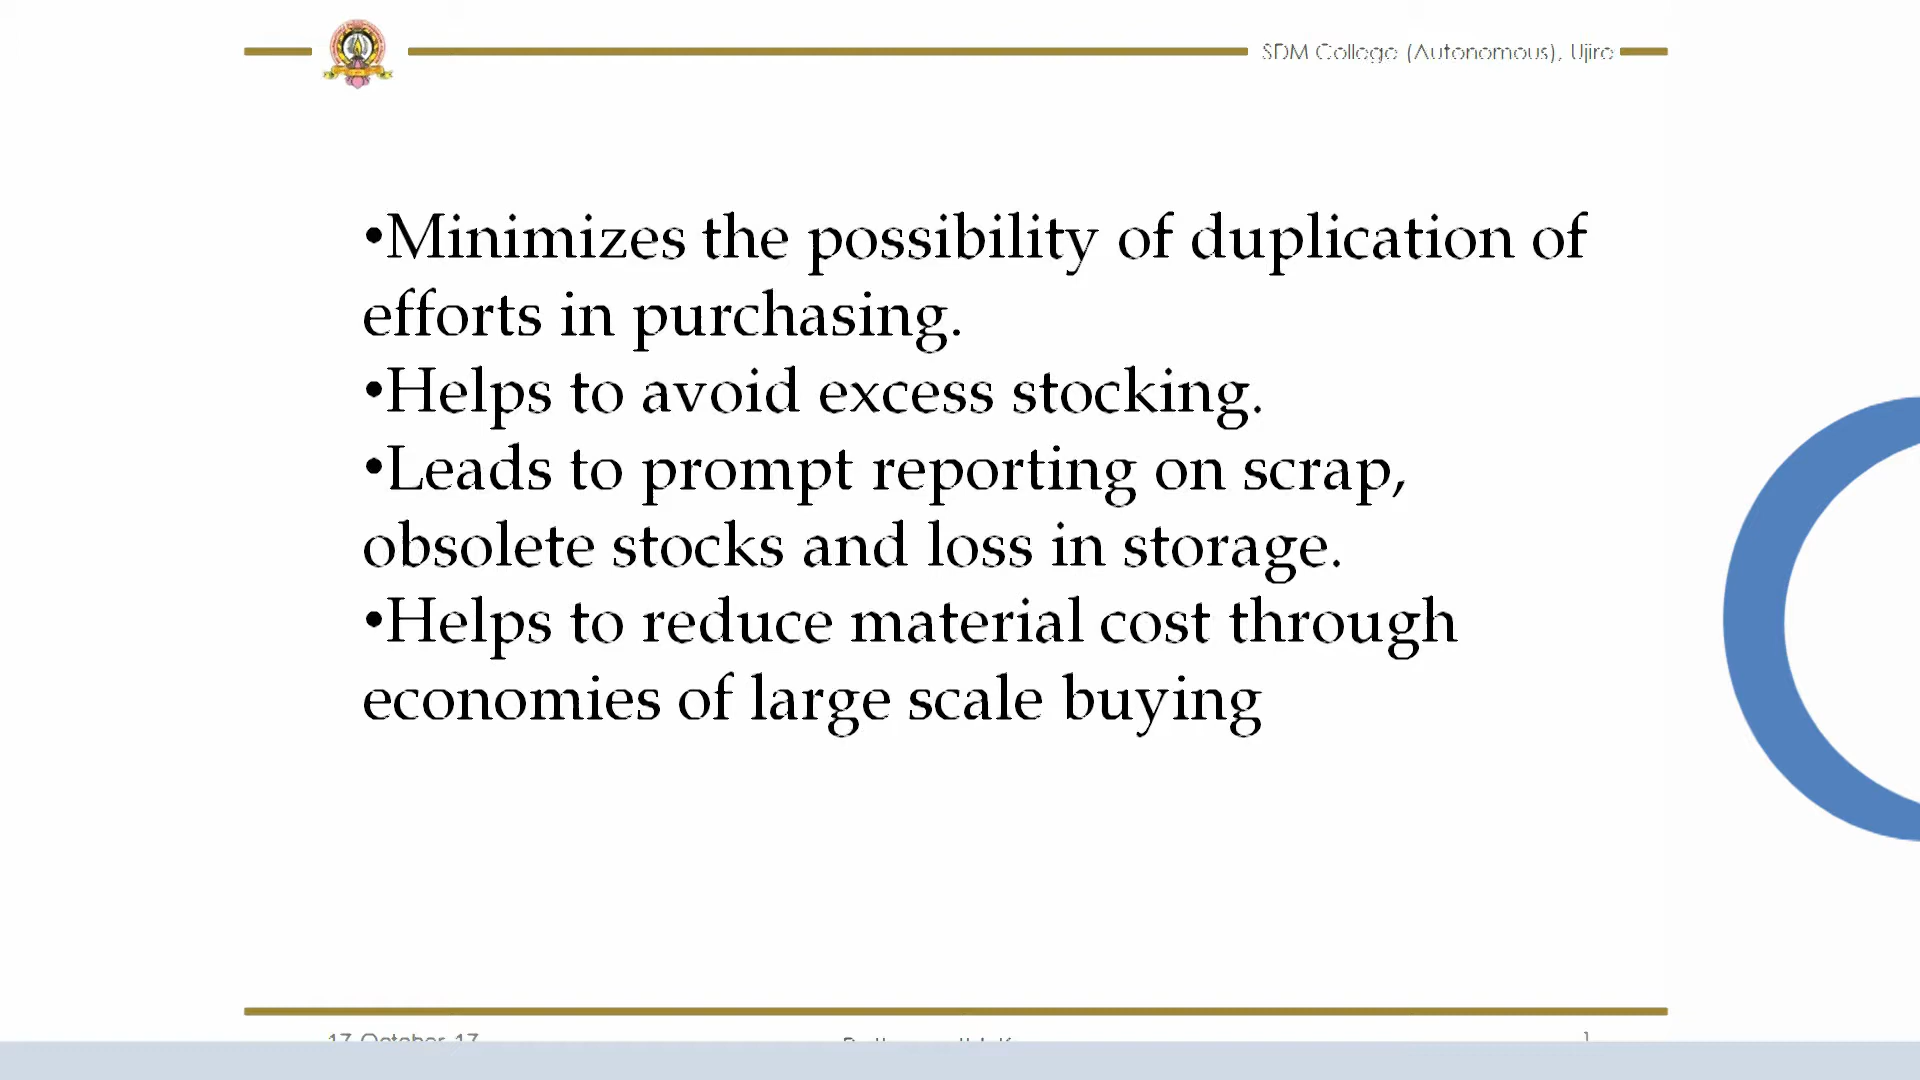 SDM College (Autonomous), Ujire
•Minimizes the possibility of duplication of
efforts in purchasing.
•Helps to avoid excess stocking.
•Leads to prompt reporting on scrap,
obsolete stocks and loss in storage.
•Helps to reduce material cost through
economies of large scale buying
17 October 17